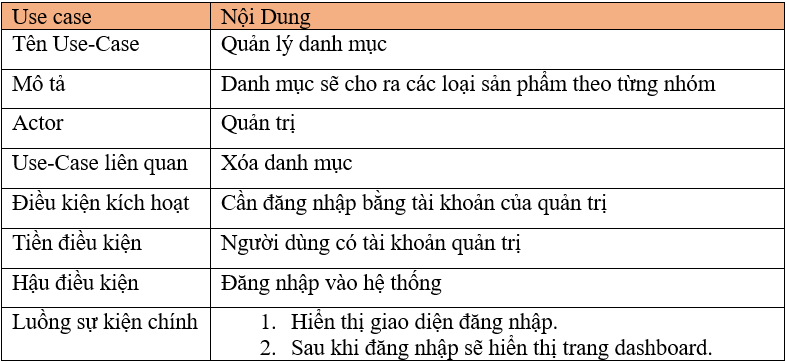 Use case Nội Dung
Tên Use-Case Quản lý danh mục
Mô tả Danh mục sẽ cho ra các loại sản phẩm theo từng nhóm
Actor Quản trị
Use-Case liên quan Xóa danh mục
Điều kiện kích hoạt Cần đăng nhập bằng tài khoản của quản trị
Tiền điều kiện Người dùng có tài khoản quản trị
Hậu điều kiện Đăng nhập vào hệ thống
Luồng sự kiện chính 1. Hiển thị giao diện đăng nhập.
2. Sau khi đăng nhập sẽ hiển thị trang dashboard.